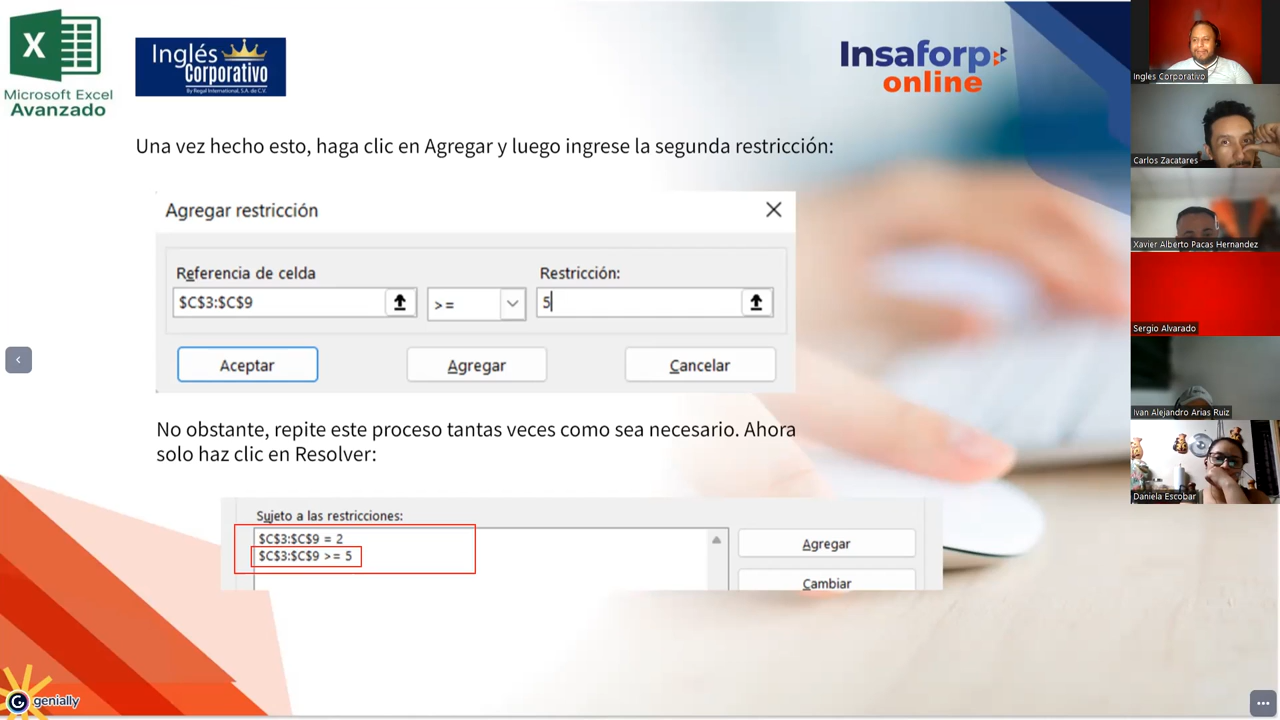 X
Microsoft Excel
Avanzado
Inglés
Corporativo
By Regal International, S.A. de C.V.
Insaforp
online
Una vez hecho esto, haga clic en Agregar y luego ingrese la segunda restricción:
Agregar restricción
Referencia de celda
Restricción:
$C$3:$C$9
>=
5
Aceptar
Agregar
Cancelar
No obstante, repite este proceso tantas veces como sea necesario. Ahora
solo haz clic en Resolver:
Sujeto a las restricciones:
$C$3:$C$9 = 2
$C$3:$C$9 >= 5
Agregar
Cambiar
genially
Ingles Corporativo
Carlos Zacatares
Xavier Alberto Pacas Hernandez
Sergio Alvarado
Ivan Alejandro Arias Ruiz
Daniela Escobar